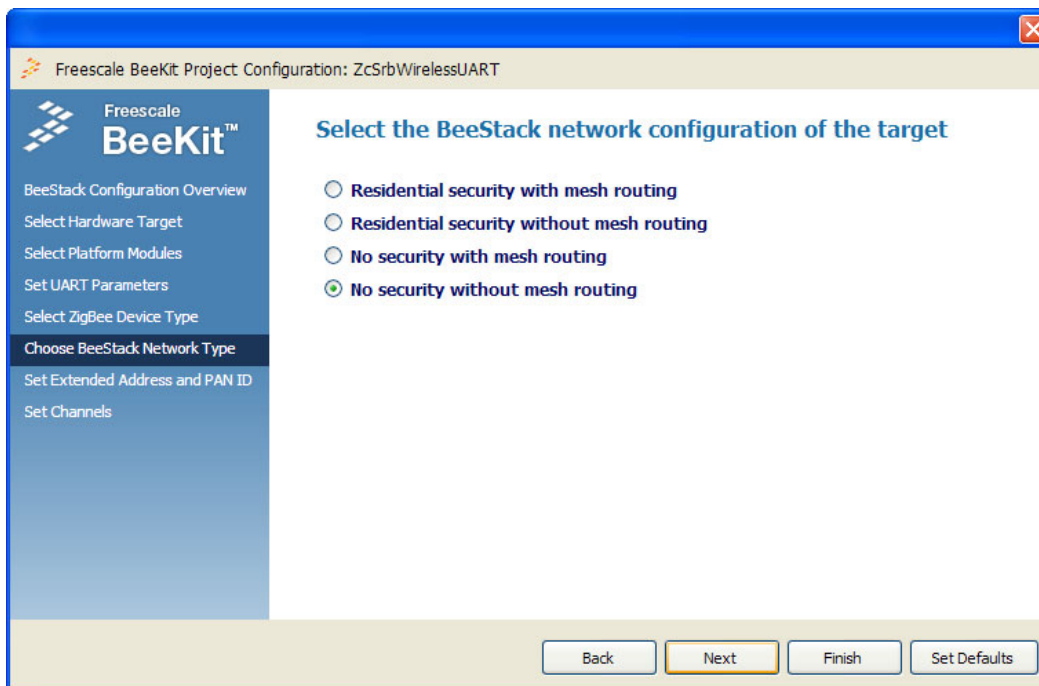 Freescale BeeKit Project Configuration: ZcSrbWirelessUART
Freescale
BeeKit™
BeeStack Configuration Overview
Select Hardware Target
Select Platform Modules
Set UART Parameters
Select ZigBee Device Type
Choose BeeStack Network Type
Set Extended Address and PAN ID
Set Channels
Select the BeeStack network configuration of the target
Residential security with mesh routing
Residential security without mesh routing
No security with mesh routing
No security without mesh routing
Back
Next
Finish
Set Defaults